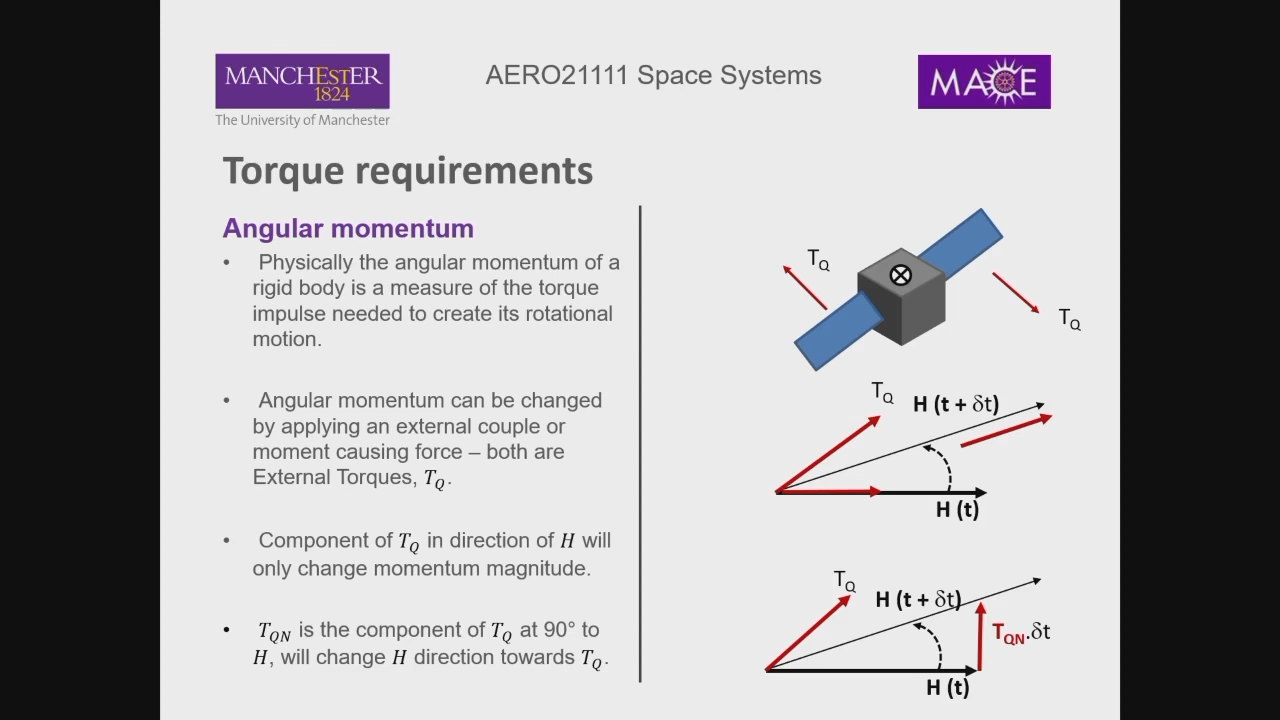 MANCHESTER
1824
The University of Manchester
AERO21111 Space Systems
MACE
Torque requirements
Angular momentum
• Physically the angular momentum of a
rigid body is a measure of the torque
impulse needed to create its rotational
motion.
• Angular momentum can be changed
by applying an external couple or
moment causing force – both are
External Torques, T_Q.
• Component of T_Q in direction of H will
only change momentum magnitude.
• T_QN is the component of T_Q at 90° to
H, will change H direction towards T_Q.
T_Q
T_Q
T_Q
H (t + δt)
H (t)
T_Q
H (t + δt)
T_QN.δt
H (t)